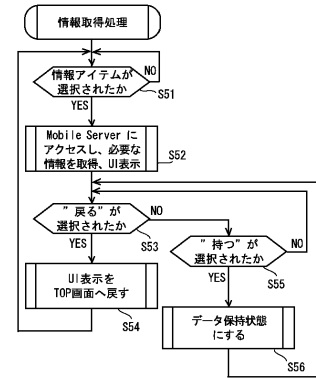 情報取得処理
情報アイテムが
選択されたか
NO
S51
YES
Mobile Server に
アクセスし、必要な
情報を取得、UI表示
S52
"戻る"が
選択されたか
NO
S53
YES
"持つ"が
選択されたか
NO
S55
YES
UI表示を
TOP画面へ戻す
S54
データ保持状態
にする
S56